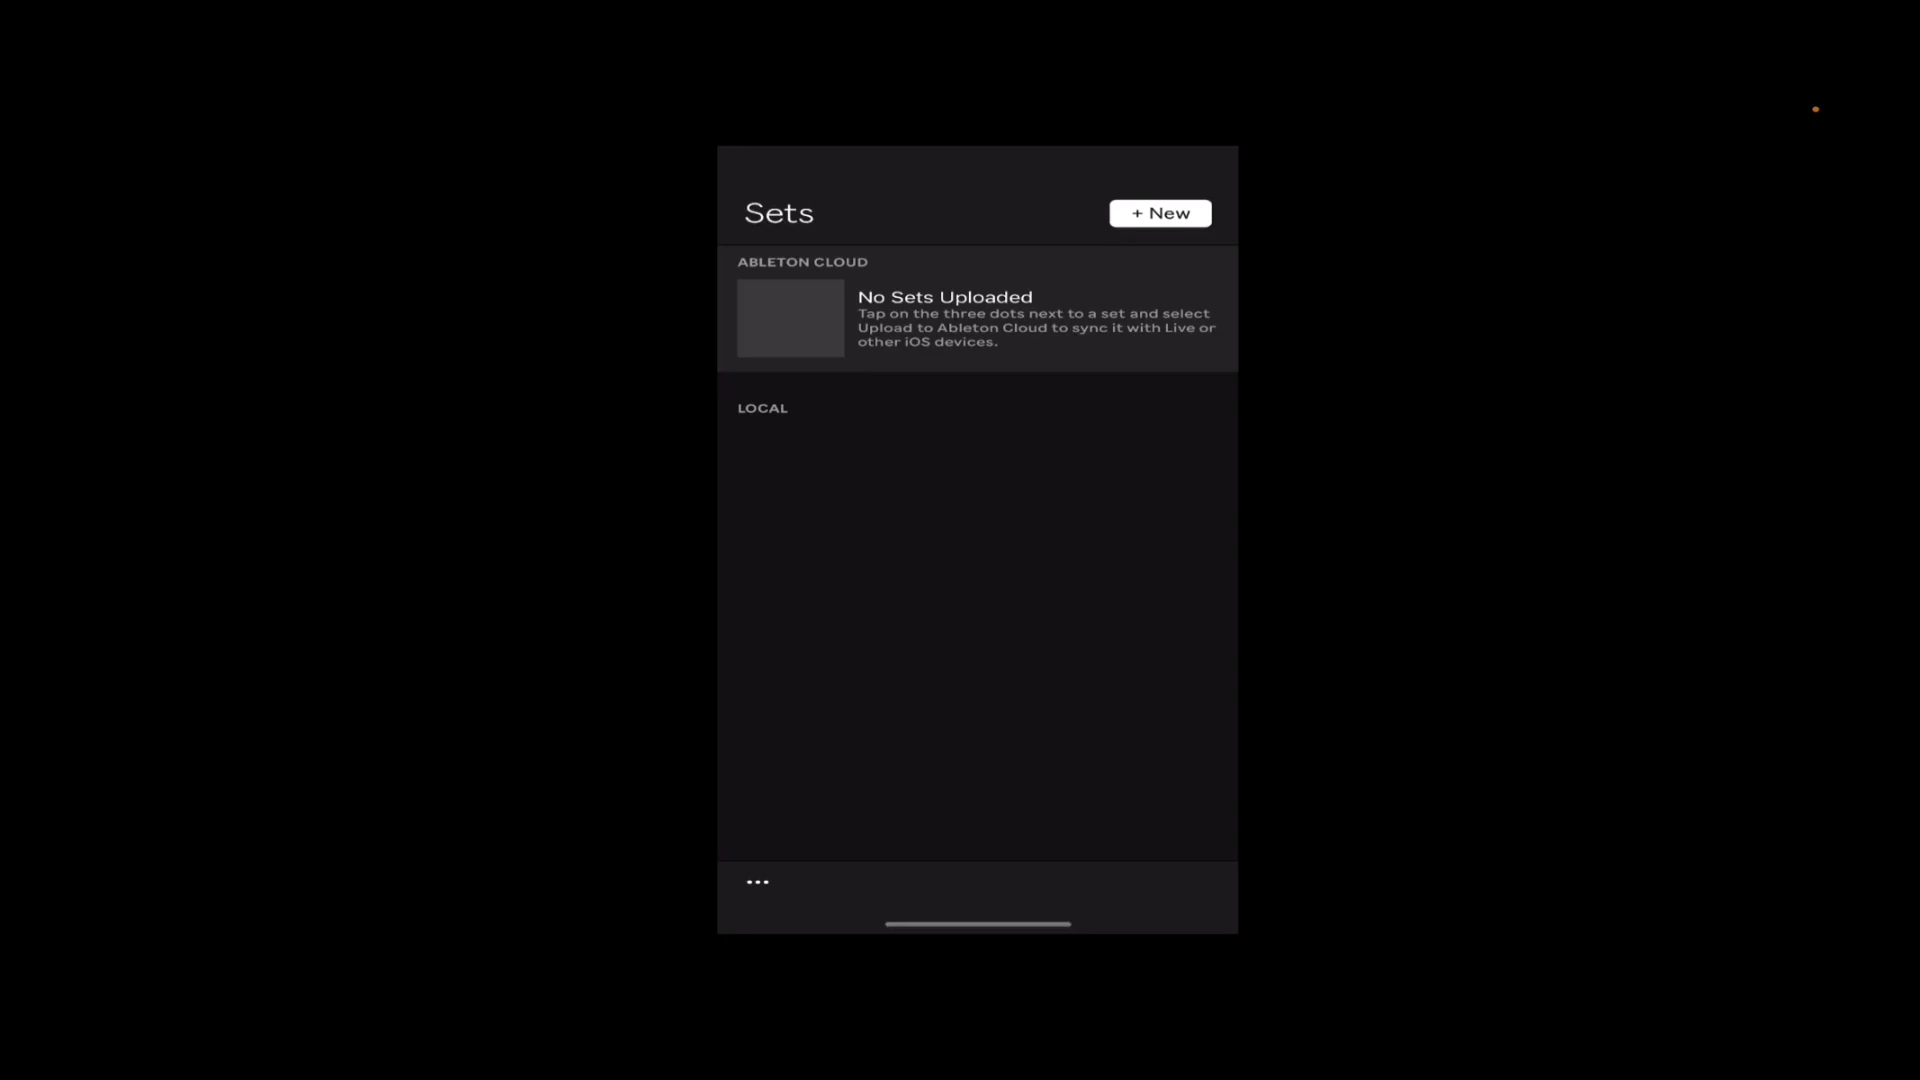 Sets
+ New
ABLETON CLOUD
No Sets Uploaded
Tap on the three dots next to a set and select
Upload to Ableton Cloud to sync it with Live or
other iOS devices.
LOCAL